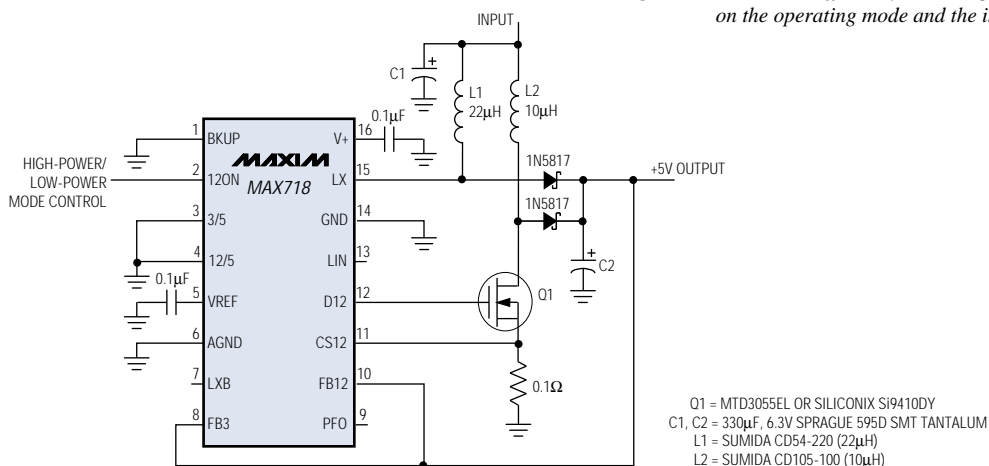 on the operating mode and the i
INPUT
C1
+
L1
22µH
L2
10µH
0.1µF
1
BKUP
V+
16
HIGH-POWER/
LOW-POWER
MODE CONTROL
2
12ON
MAXIM
MAX718
LX
15
1N5817
+5V OUTPUT
1N5817
3
3/5
GND
14
4
12/5
LIN
13
+
C2
0.1µF
5
VREF
D12
12
Q1
6
AGND
CS12
11
0.1Ω
7
LXB
FB12
10
8
FB3
PFO
9
Q1 = MTD3055EL OR SILICONIX Si9410DY
C1, C2 = 330µF, 6.3V SPRAGUE 595D SMT TANTALUM
L1 = SUMIDA CD54-220 (22µH)
L2 = SUMIDA CD105-100 (10µH)